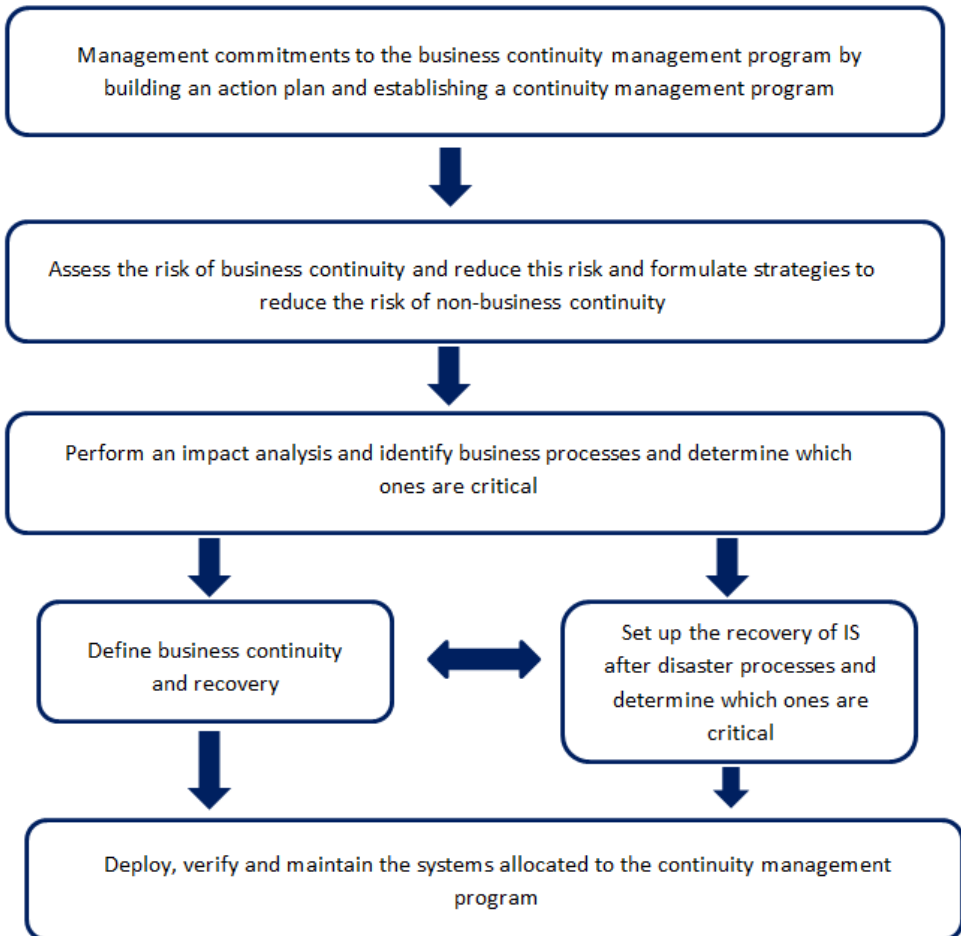 Management commitments to the business continuity management program by
building an action plan and establishing a continuity management program
Assess the risk of business continuity and reduce this risk and formulate strategies to
reduce the risk of non-business continuity
Perform an impact analysis and identify business processes and determine which
ones are critical
Define business continuity
and recovery
Set up the recovery of IS
after disaster processes and
determine which ones are
critical
Deploy, verify and maintain the systems allocated to the continuity management
program